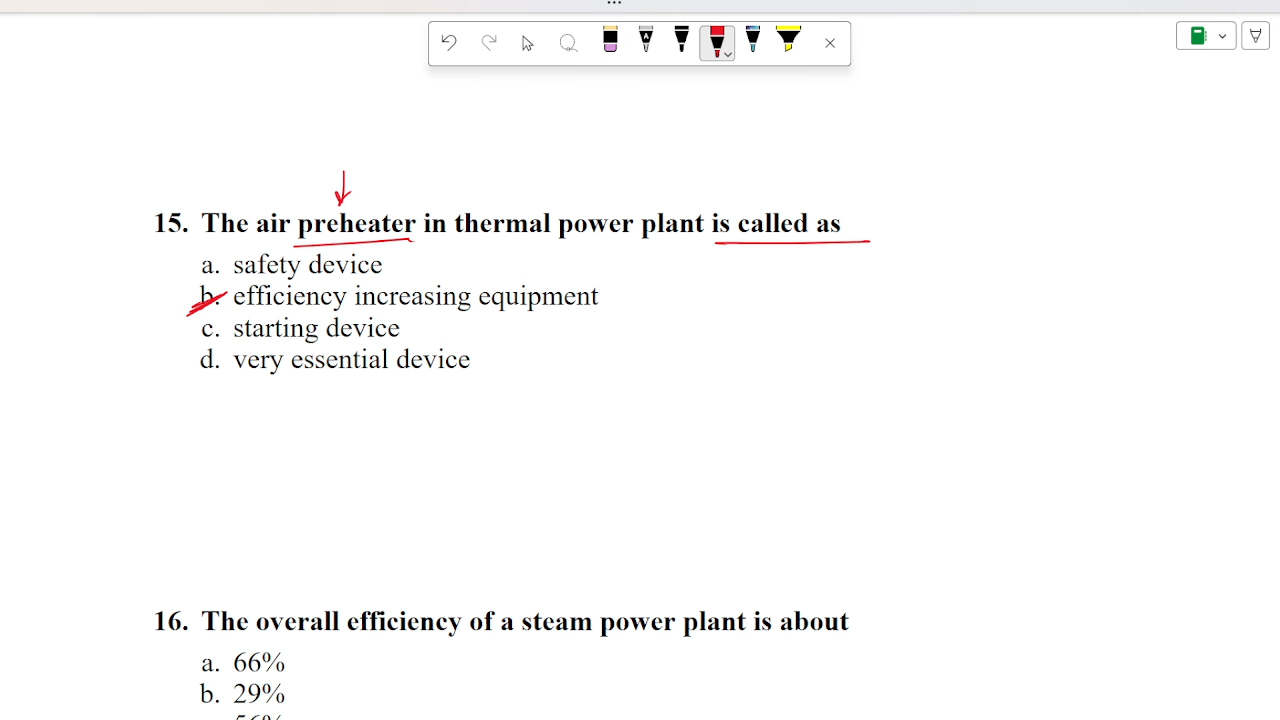 15. The air preheater in thermal power plant is called as
a. safety device
b. efficiency increasing equipment
c. starting device
d. very essential device
16. The overall efficiency of a steam power plant is about
a. 66%
b. 29%
56%